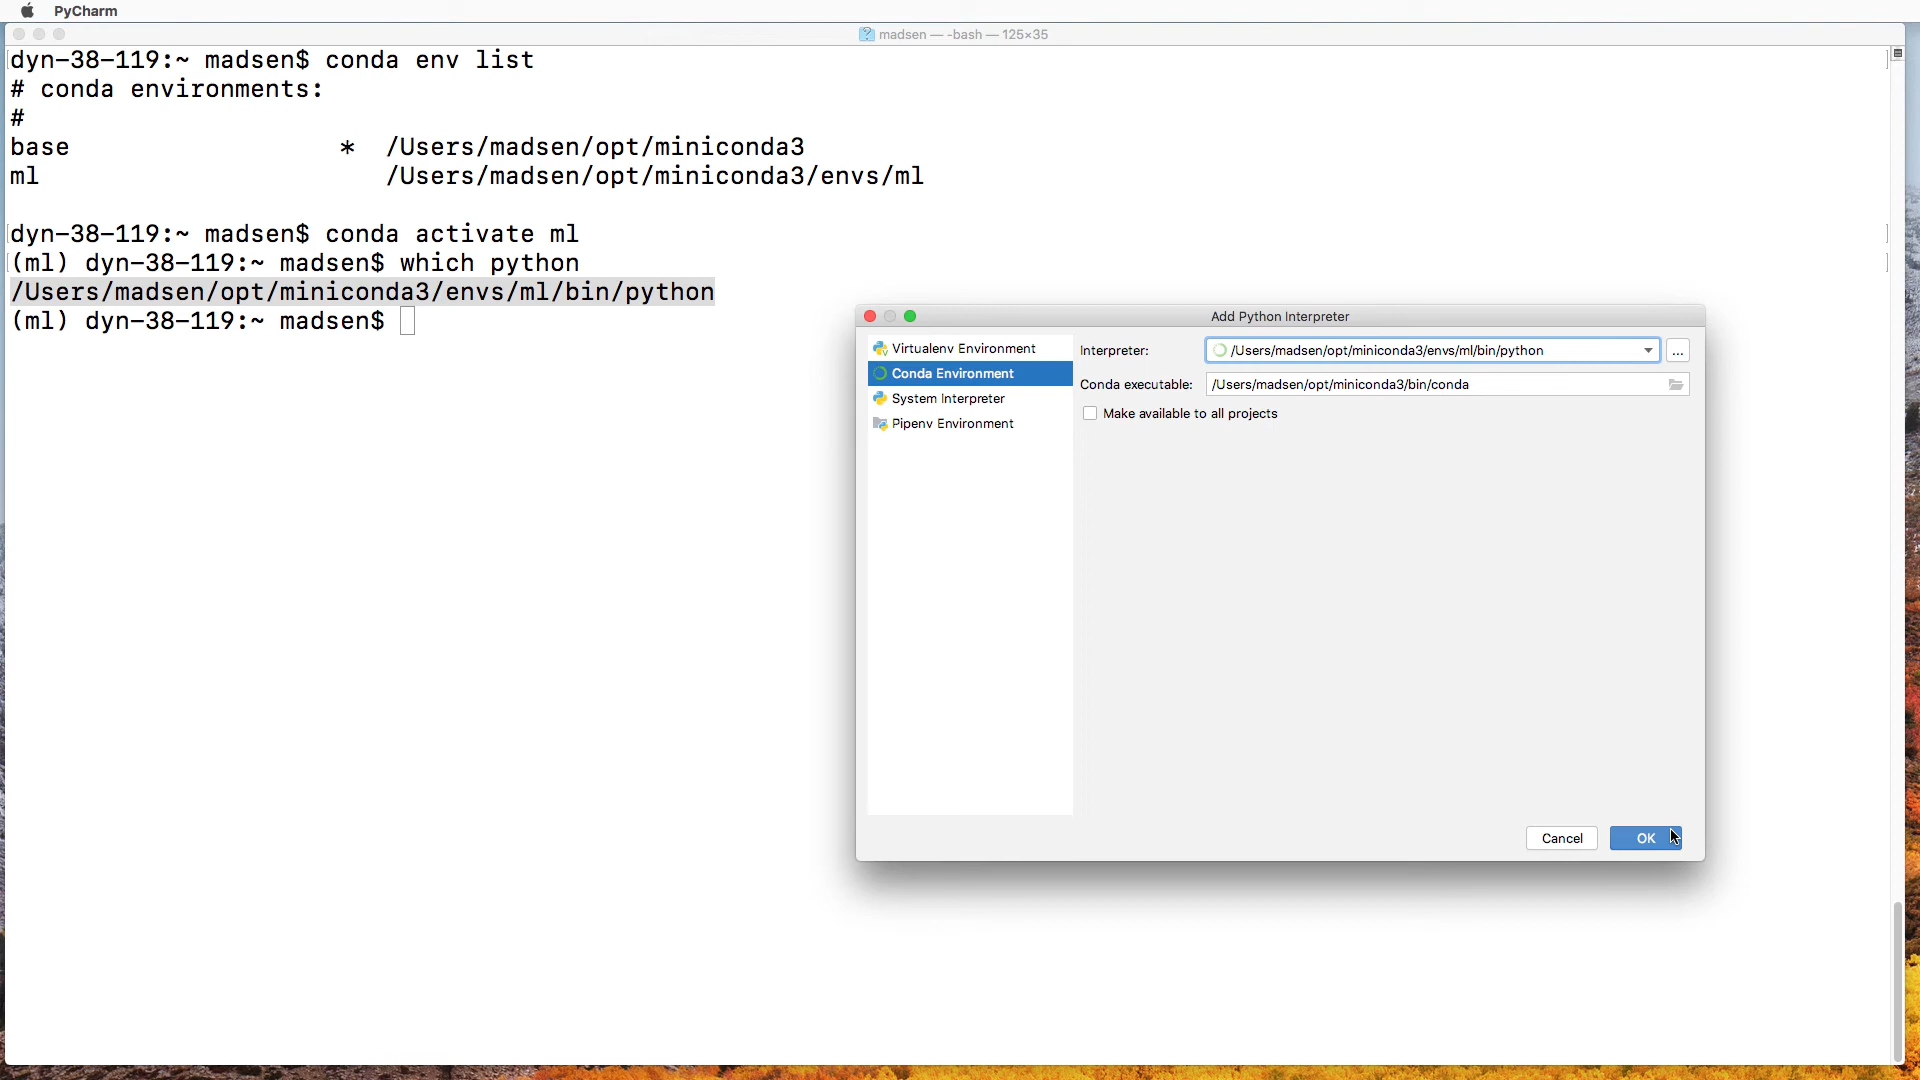 PyCharm
madsen — -bash — 125×35
dyn-38-119:~ madsen$ conda env list
# conda environments:
#
base * /Users/madsen/opt/miniconda3
ml /Users/madsen/opt/miniconda3/envs/ml
dyn-38-119:~ madsen$ conda activate ml
(ml) dyn-38-119:~ madsen$ which python
/Users/madsen/opt/miniconda3/envs/ml/bin/python
(ml) dyn-38-119:~ madsen$
Add Python Interpreter
Virtualenv Environment
Conda Environment
System Interpreter
Pipenv Environment
Interpreter: /Users/madsen/opt/miniconda3/envs/ml/bin/python ...
Conda executable: /Users/madsen/opt/miniconda3/bin/conda
Make available to all projects
Cancel OK